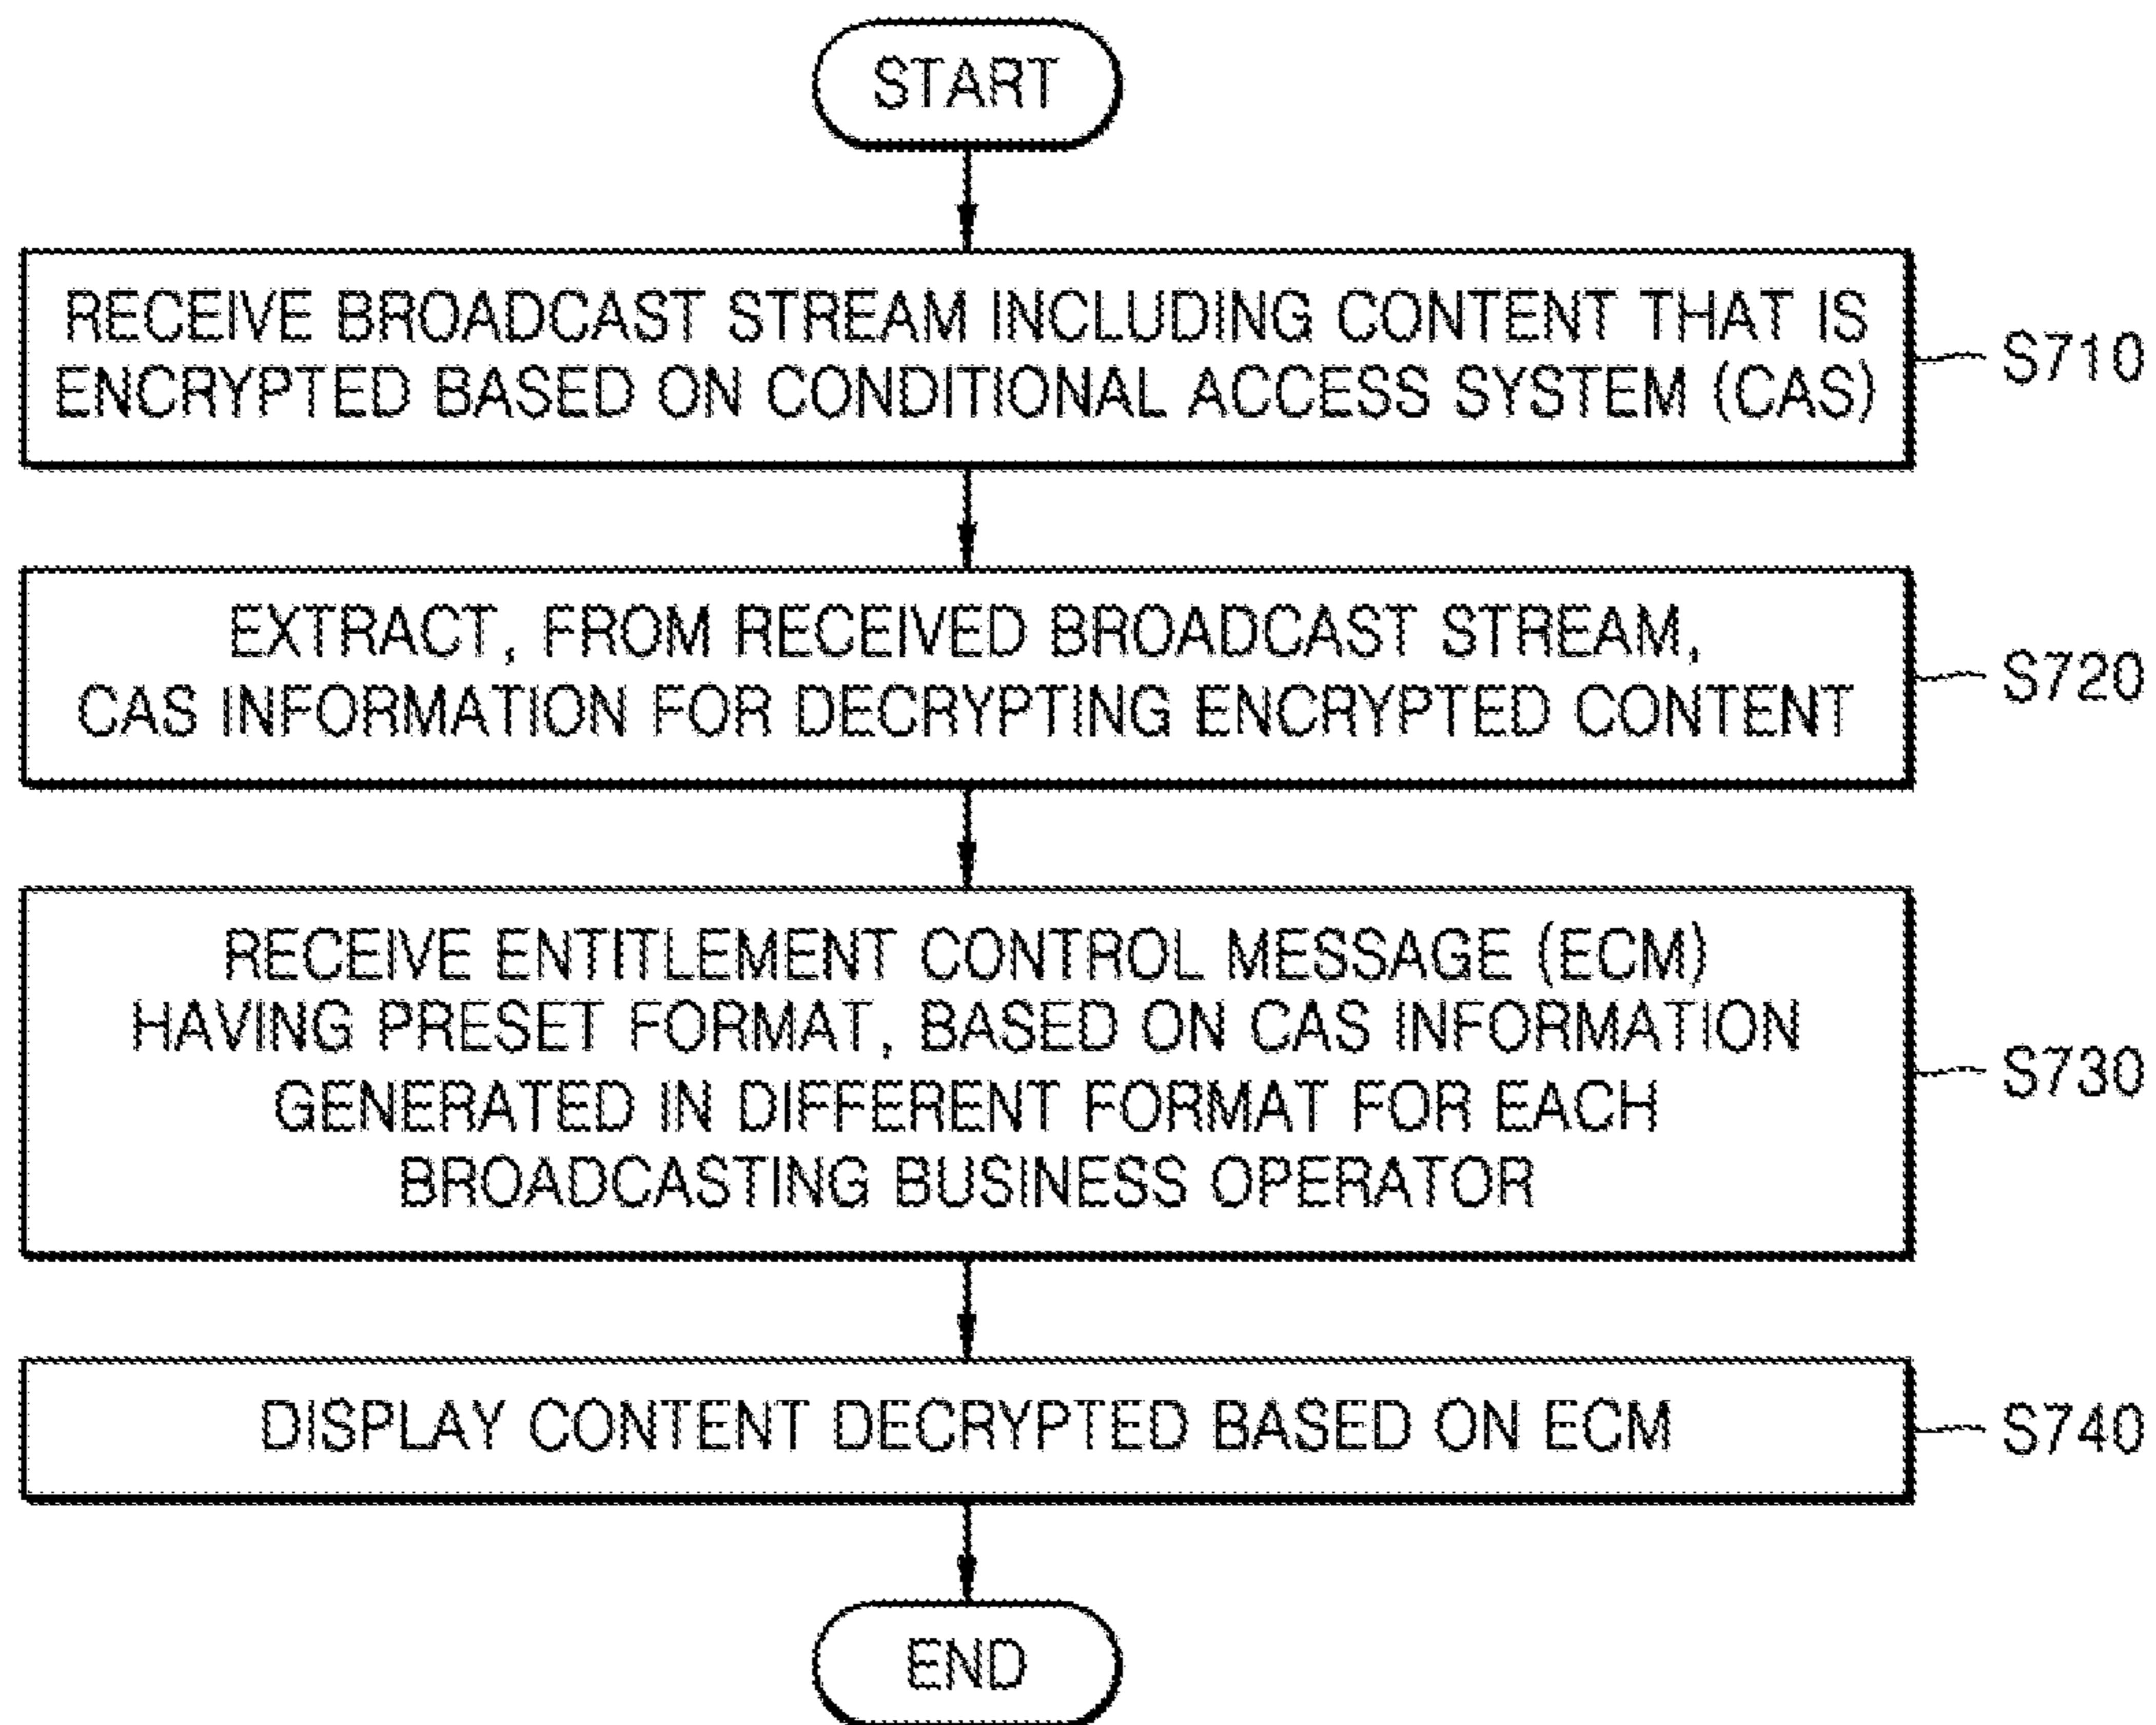 START
RECEIVE BROADCAST STREAM INCLUDING CONTENT THAT IS
ENCRYPTED BASED ON CONDITIONAL ACCESS SYSTEM (CAS)
S710
EXTRACT, FROM RECEIVED BROADCAST STREAM,
CAS INFORMATION FOR DECRYPTING ENCRYPTED CONTENT
S720
RECEIVE ENTITLEMENT CONTROL MESSAGE (ECM)
HAVING PRESET FORMAT, BASED ON CAS INFORMATION
GENERATED IN DIFFERENT FORMAT FOR EACH
BROADCASTING BUSINESS OPERATOR
S730
DISPLAY CONTENT DECRYPTED BASED ON ECM
S740
END